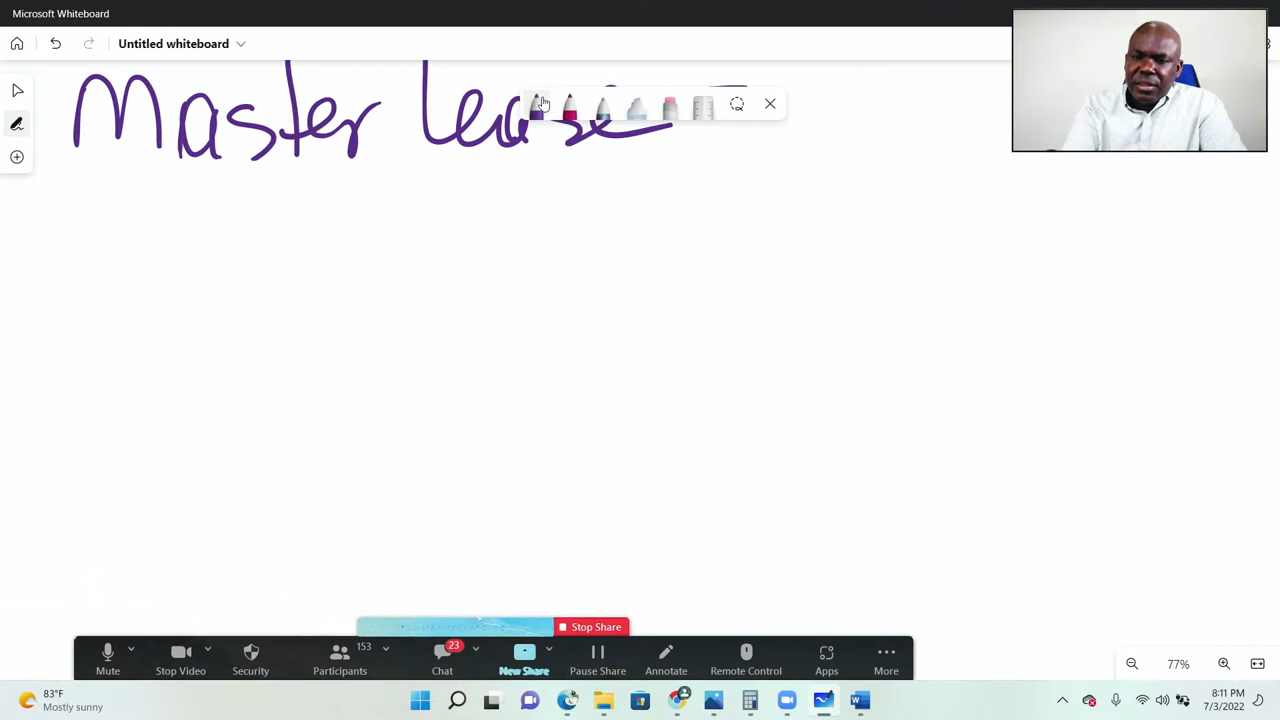 Microsoft Whiteboard
Untitled whiteboard
Master Lease
Stop Share
153
23
Mute
Stop Video
Security
Participants
Chat
New Share
Pause Share
Annotate
Remote Control
Apps
More
77%
83°F
Mostly sunny
8:11 PM
7/3/2022